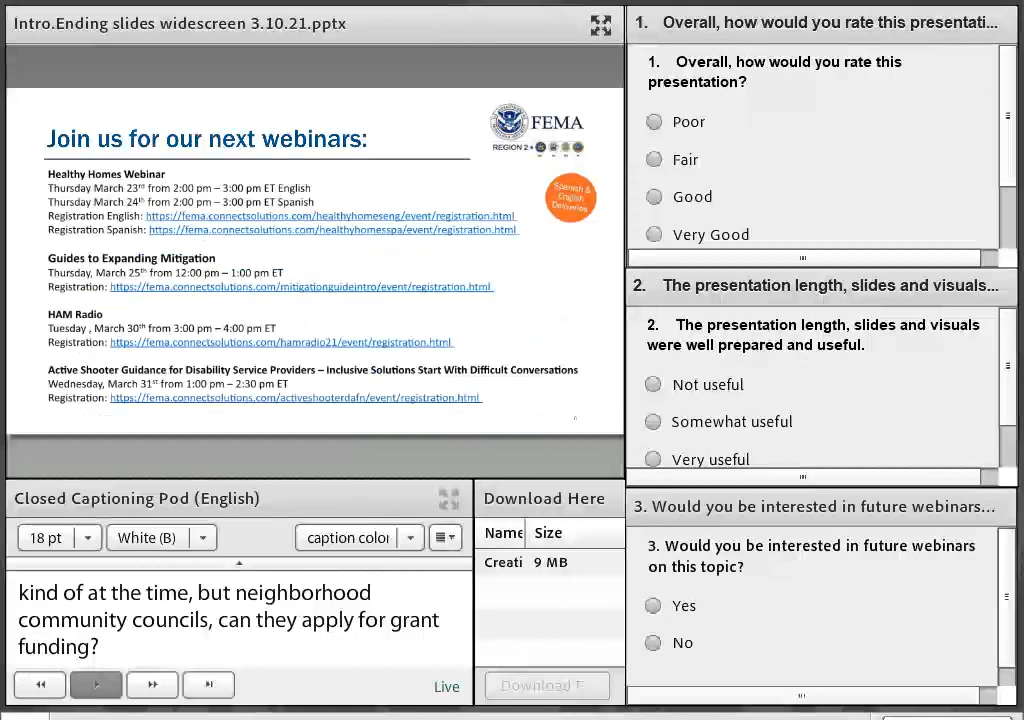 Intro.Ending slides widescreen 3.10.21.pptx
Join us for our next webinars:
FEMA
REGION 2
Healthy Homes Webinar
Thursday March 23rd from 2:00 pm – 3:00 pm ET English
Thursday March 24th from 2:00 pm – 3:00 pm ET Spanish
Registration English: https://fema.connectsolutions.com/healthyhomeseng/event/registration.html
Registration Spanish: https://fema.connectsolutions.com/healthyhomesspa/event/registration.html
Spanish &
English
Deliveries
Guides to Expanding Mitigation
Thursday, March 25th from 12:00 pm – 1:00 pm ET
Registration: https://fema.connectsolutions.com/mitigationguideintro/event/registration.html
HAM Radio
Tuesday , March 30th from 3:00 pm – 4:00 pm ET
Registration: https://fema.connectsolutions.com/hamradio21/event/registration.html
Active Shooter Guidance for Disability Service Providers – Inclusive Solutions Start With Difficult Conversations
Wednesday, March 31st from 1:00 pm – 2:30 pm ET
Registration: https://fema.connectsolutions.com/activeshooterdafn/event/registration.html
Closed Captioning Pod (English)
18 pt
White (B)
caption color
kind of at the time, but neighborhood
community councils, can they apply for grant
funding?
Live
Download Here
Name Size
Creati 9 MB
Download F
1. Overall, how would you rate this presentati...
1. Overall, how would you rate this
presentation?
Poor
Fair
Good
Very Good
2. The presentation length, slides and visuals...
2. The presentation length, slides and visuals
were well prepared and useful.
Not useful
Somewhat useful
Very useful
3. Would you be interested in future webinars...
3. Would you be interested in future webinars
on this topic?
Yes
No